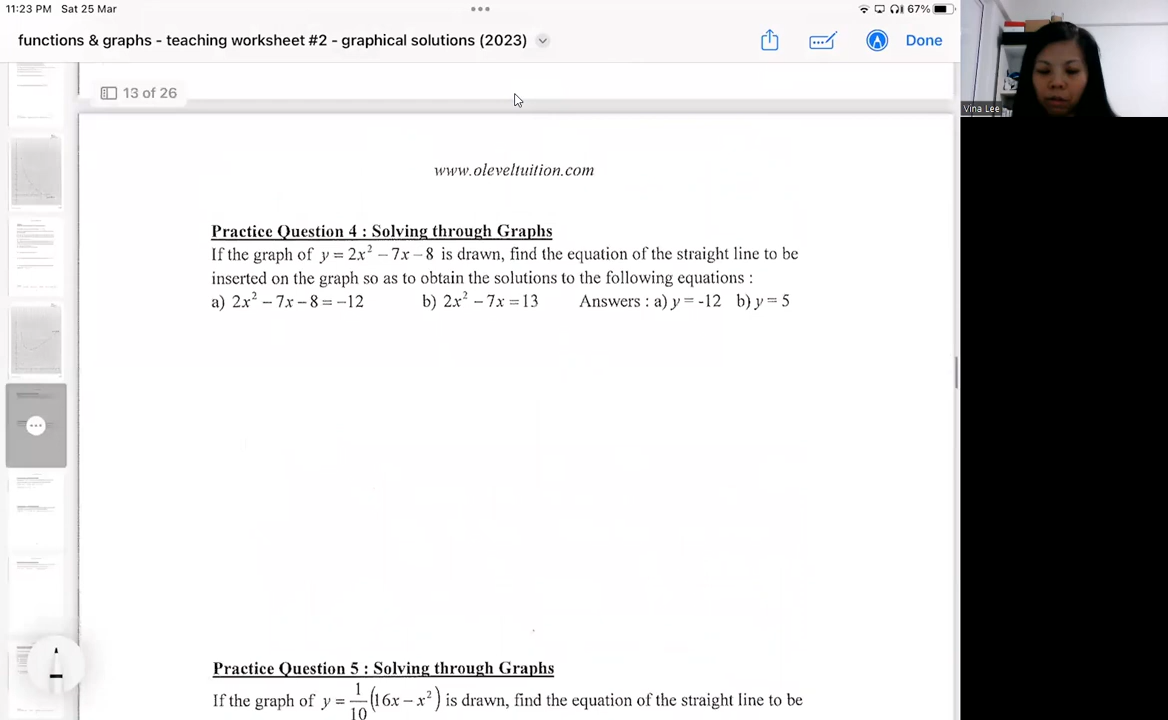 11:23 PM Sat 25 Mar
67%
functions & graphs - teaching worksheet #2 - graphical solutions (2023)
Done
13 of 26
Vina Lee
www.oleveltuition.com
Practice Question 4 : Solving through Graphs
If the graph of y = 2x² − 7x − 8 is drawn, find the equation of the straight line to be
inserted on the graph so as to obtain the solutions to the following equations :
a) 2x² − 7x − 8 = −12 b) 2x² − 7x = 13 Answers : a) y = -12 b) y = 5
Practice Question 5 : Solving through Graphs
If the graph of y = 1/10 (16x − x²) is drawn, find the equation of the straight line to be